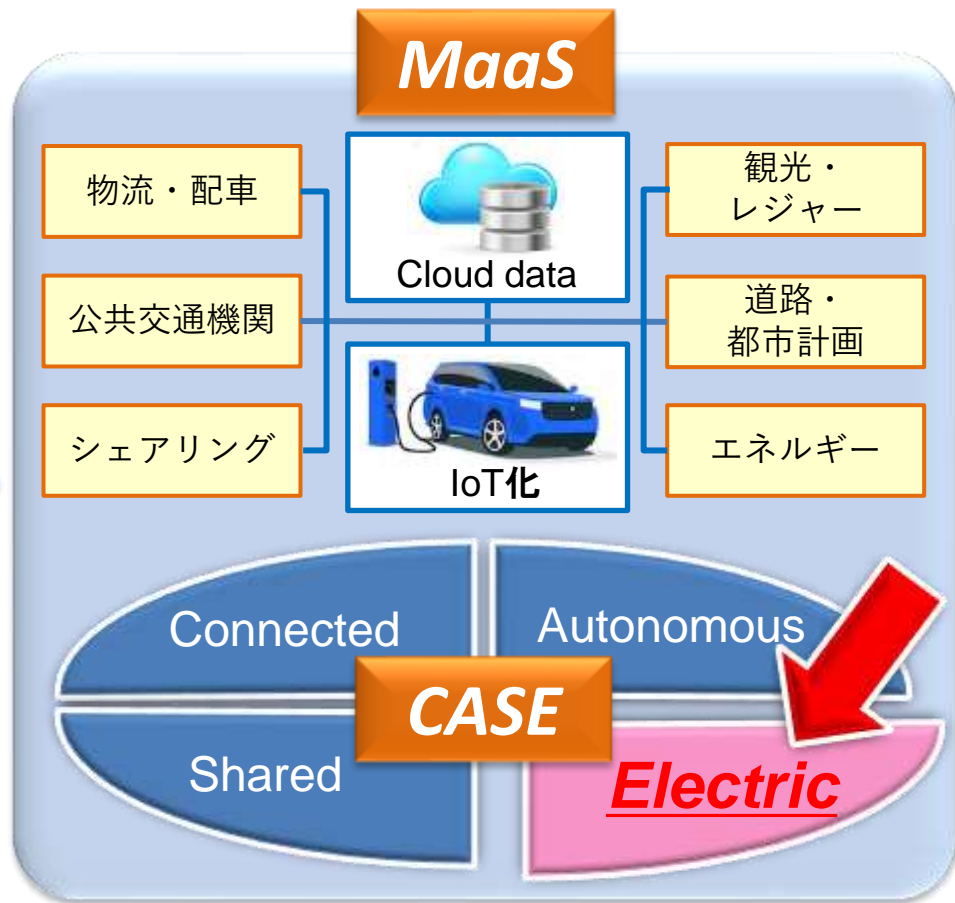 MaaS
物流・配車
公共交通機関
シェアリング
Cloud data
IoT化
観光・
レジャー
道路・
都市計画
エネルギー
Connected
Autonomous
CASE
Shared
Electric